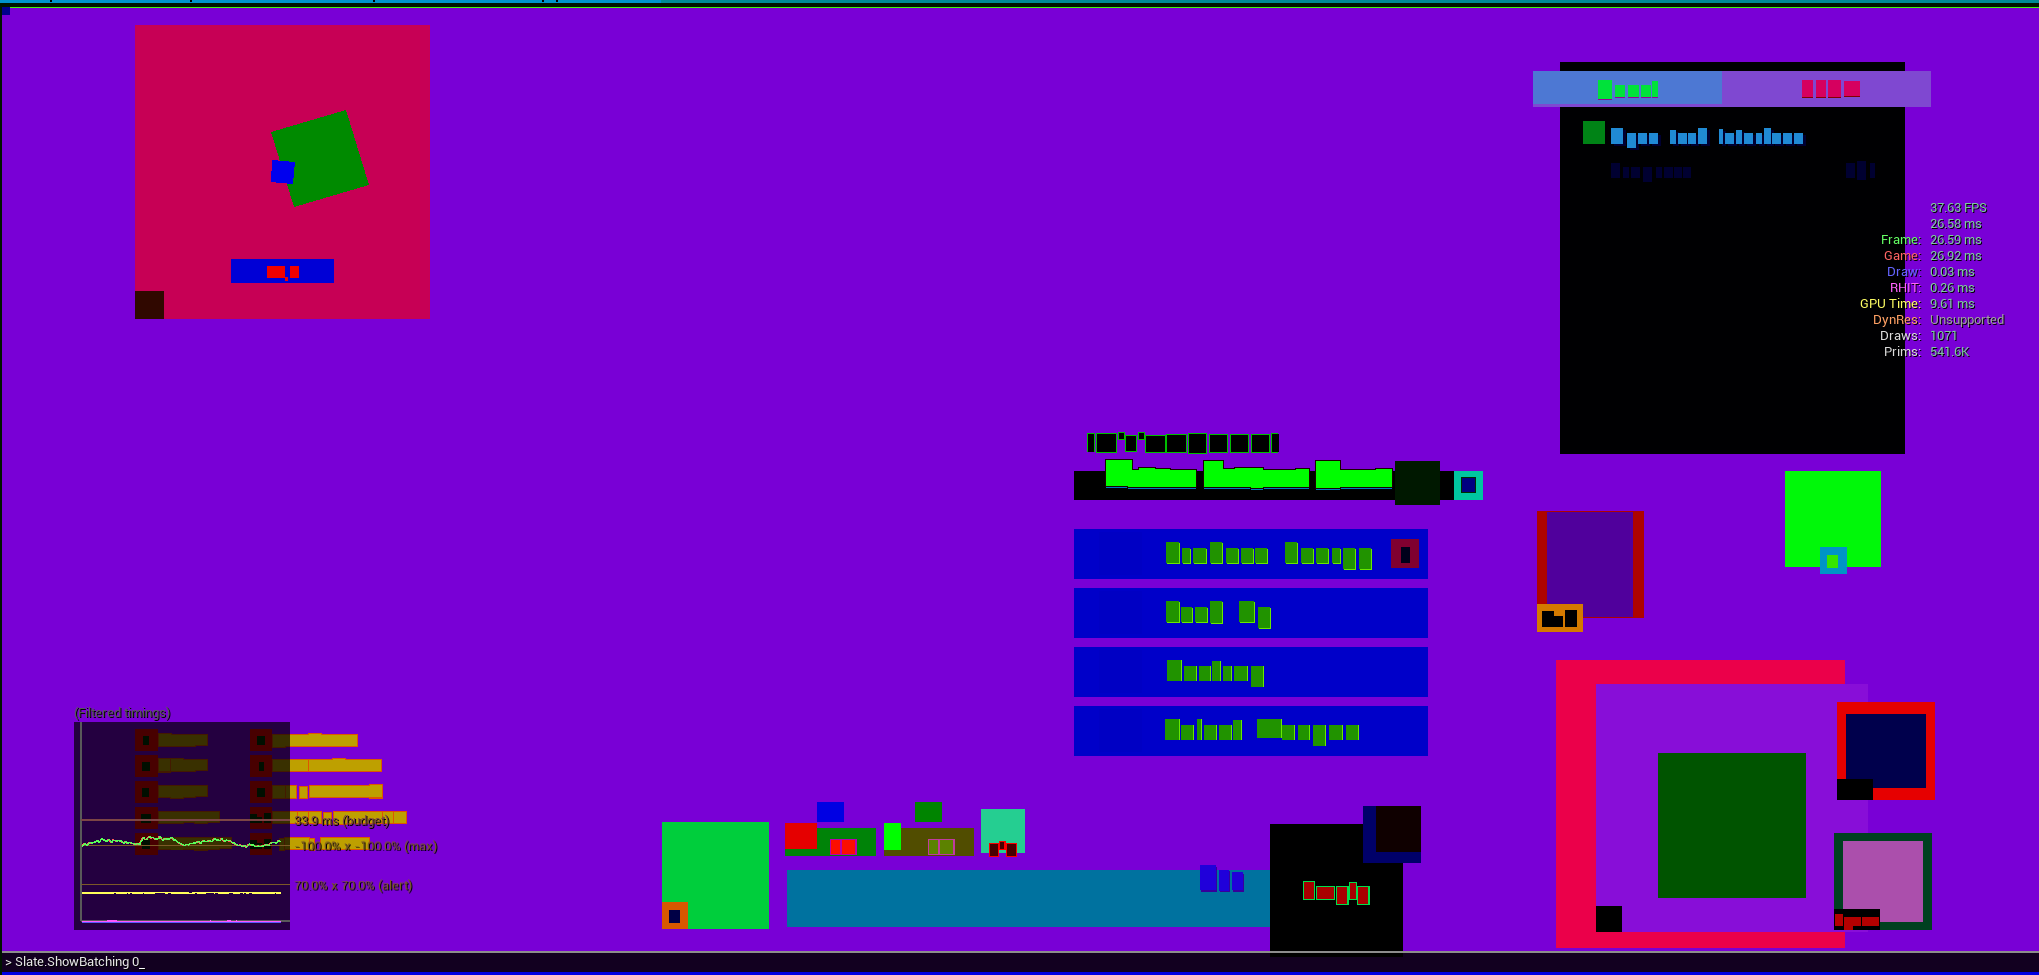 37.63 FPS
26.58 ms
Frame: 26.59 ms
Game: 26.92 ms
Draw: 0.03 ms
RHIT: 0.26 ms
GPU Time: 9.61 ms
DynRes: Unsupported
Draws: 1071
Prims: 541.6K
(Filtered timings)
33.9 ms (budget)
-100.0% x -100.0% (max)
70.0% x 70.0% (alert)
> Slate.ShowBatching 0_